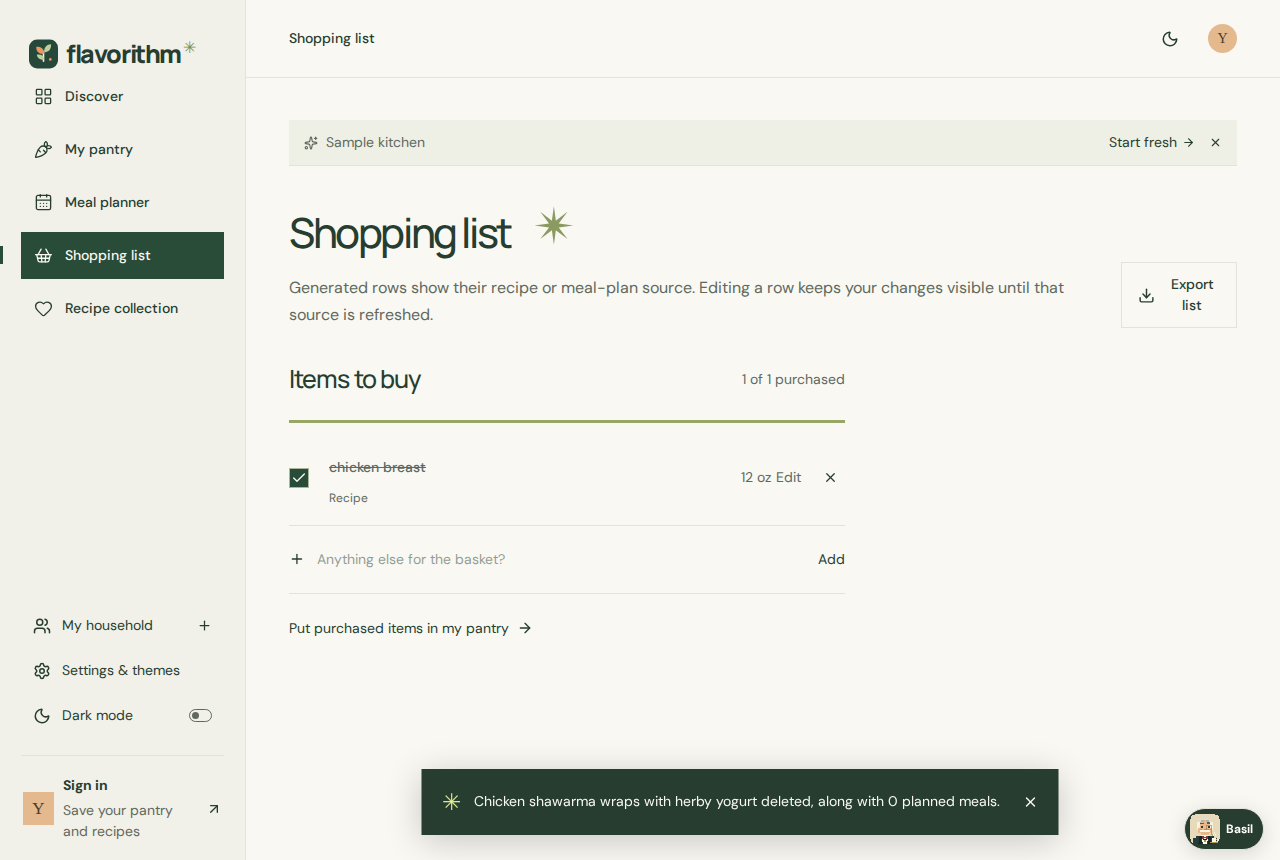 flavorithm
Discover
My pantry
Meal planner
Shopping list
Recipe collection
My household
Settings & themes
Dark mode
Y
Sign in
Save your pantry
and recipes
Shopping list
Y
Sample kitchen
Start fresh
Shopping list
Generated rows show their recipe or meal-plan source. Editing a row keeps your changes visible until that
source is refreshed.
Export
list
Items to buy
1 of 1 purchased
chicken breast
12 oz Edit
Recipe
Anything else for the basket?
Add
Put purchased items in my pantry
Chicken shawarma wraps with herby yogurt deleted, along with 0 planned meals.
Basil